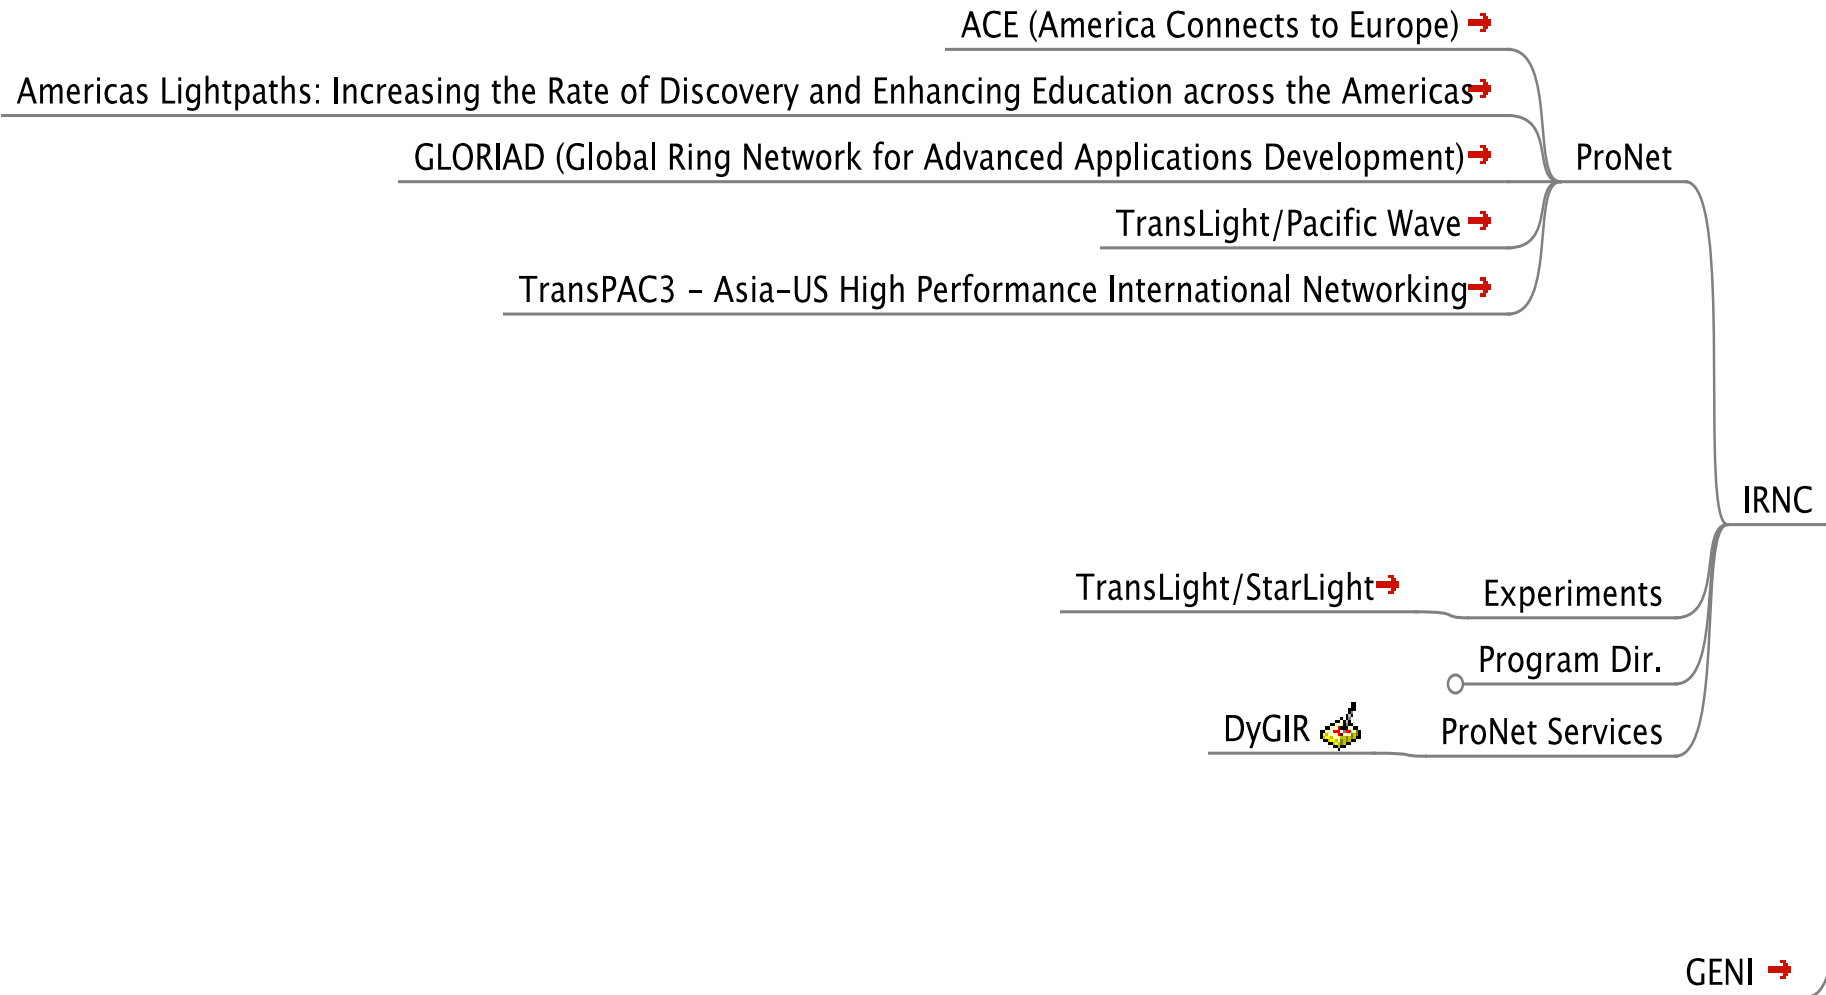 ACE (America Connects to Europe)
Americas Lightpaths: Increasing the Rate of Discovery and Enhancing Education across the Americas
GLORIAD (Global Ring Network for Advanced Applications Development)
ProNet
TransLight/Pacific Wave
TransPAC3 – Asia–US High Performance International Networking
IRNC
TransLight/StarLight
Experiments
Program Dir.
DyGIR
ProNet Services
GENI